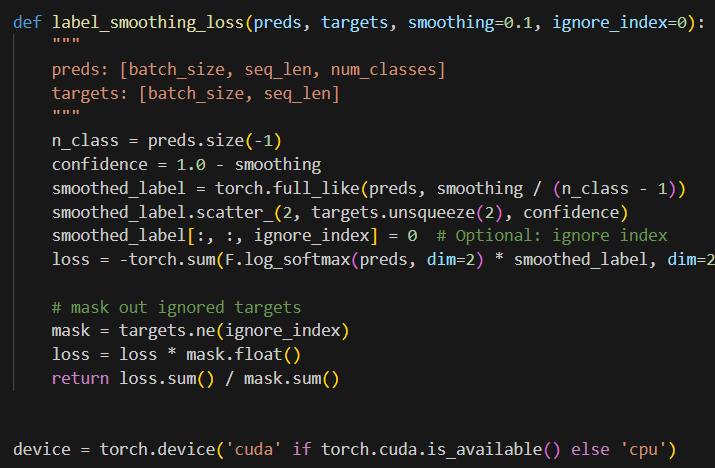 def label_smoothing_loss(preds, targets, smoothing=0.1, ignore_index=0):
    """
    preds: [batch_size, seq_len, num_classes]
    targets: [batch_size, seq_len]
    """
    n_class = preds.size(-1)
    confidence = 1.0 - smoothing
    smoothed_label = torch.full_like(preds, smoothing / (n_class - 1))
    smoothed_label.scatter_(2, targets.unsqueeze(2), confidence)
    smoothed_label[:, :, ignore_index] = 0  # Optional: ignore index
    loss = -torch.sum(F.log_softmax(preds, dim=2) * smoothed_label, dim=2
    # mask out ignored targets
    mask = targets.ne(ignore_index)
    loss = loss * mask.float()
    return loss.sum() / mask.sum()
device = torch.device('cuda' if torch.cuda.is_available() else 'cpu')